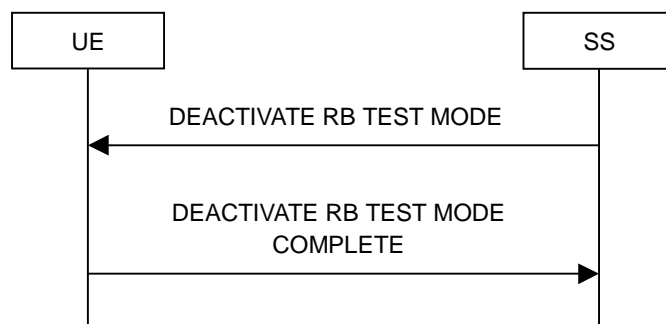 UE
SS
DEACTIVATE RB TEST MODE
DEACTIVATE RB TEST MODE
COMPLETE